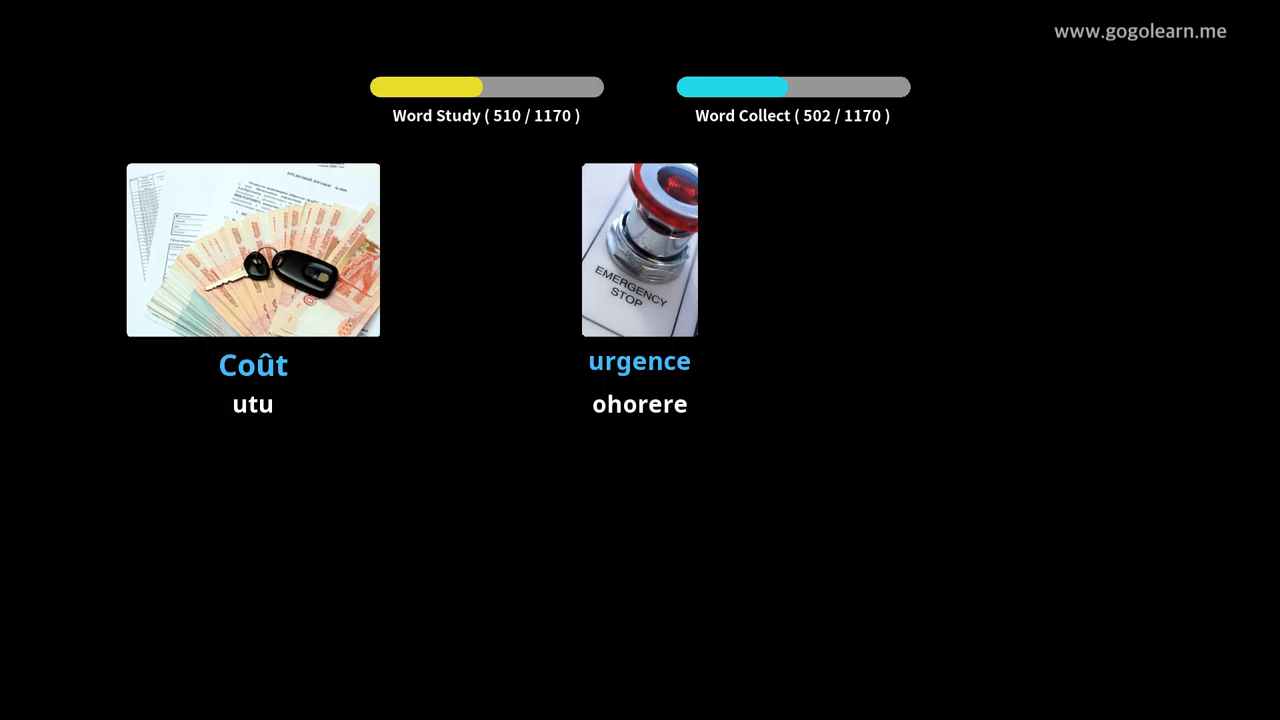 www.gogolearn.me
Word Study ( 510 / 1170 )
Word Collect ( 502 / 1170 )
EMERGENCY
STOP
Coût
utu
urgence
ohorere